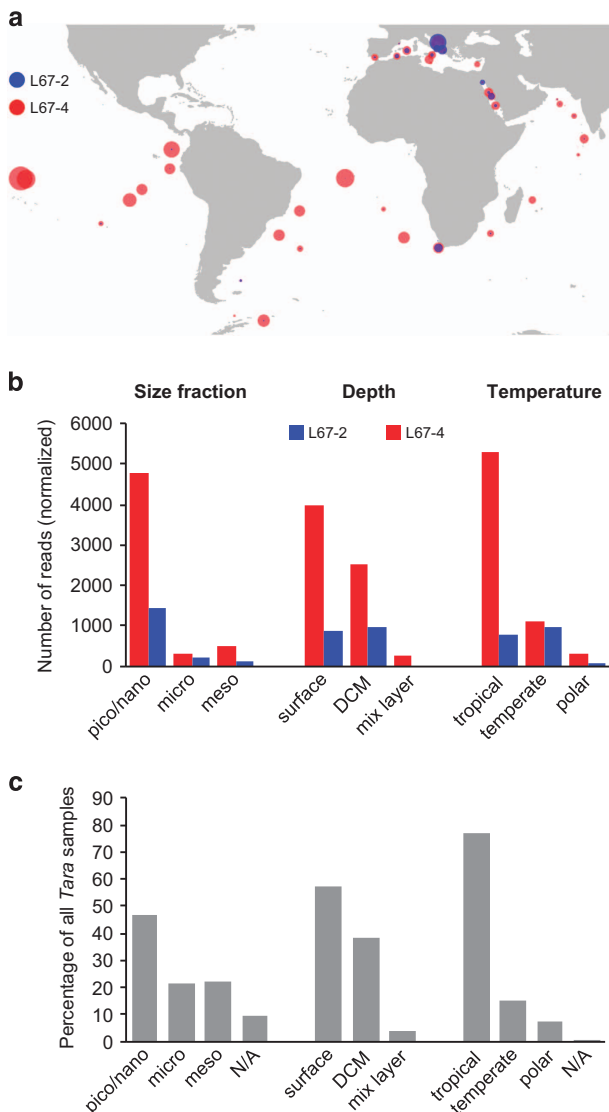 a
L67-2
L67-4
b
Size fraction
Depth
Temperature
L67-2
L67-4
Number of reads (normalized)
6000
5000
4000
3000
2000
1000
0
pico/nano
micro
meso
surface
DCM
mix layer
tropical
temperate
polar
c
Percentage of all Tara samples
90
80
70
60
50
40
30
20
10
0
pico/nano
micro
meso
N/A
surface
DCM
mix layer
tropical
temperate
polar
N/A